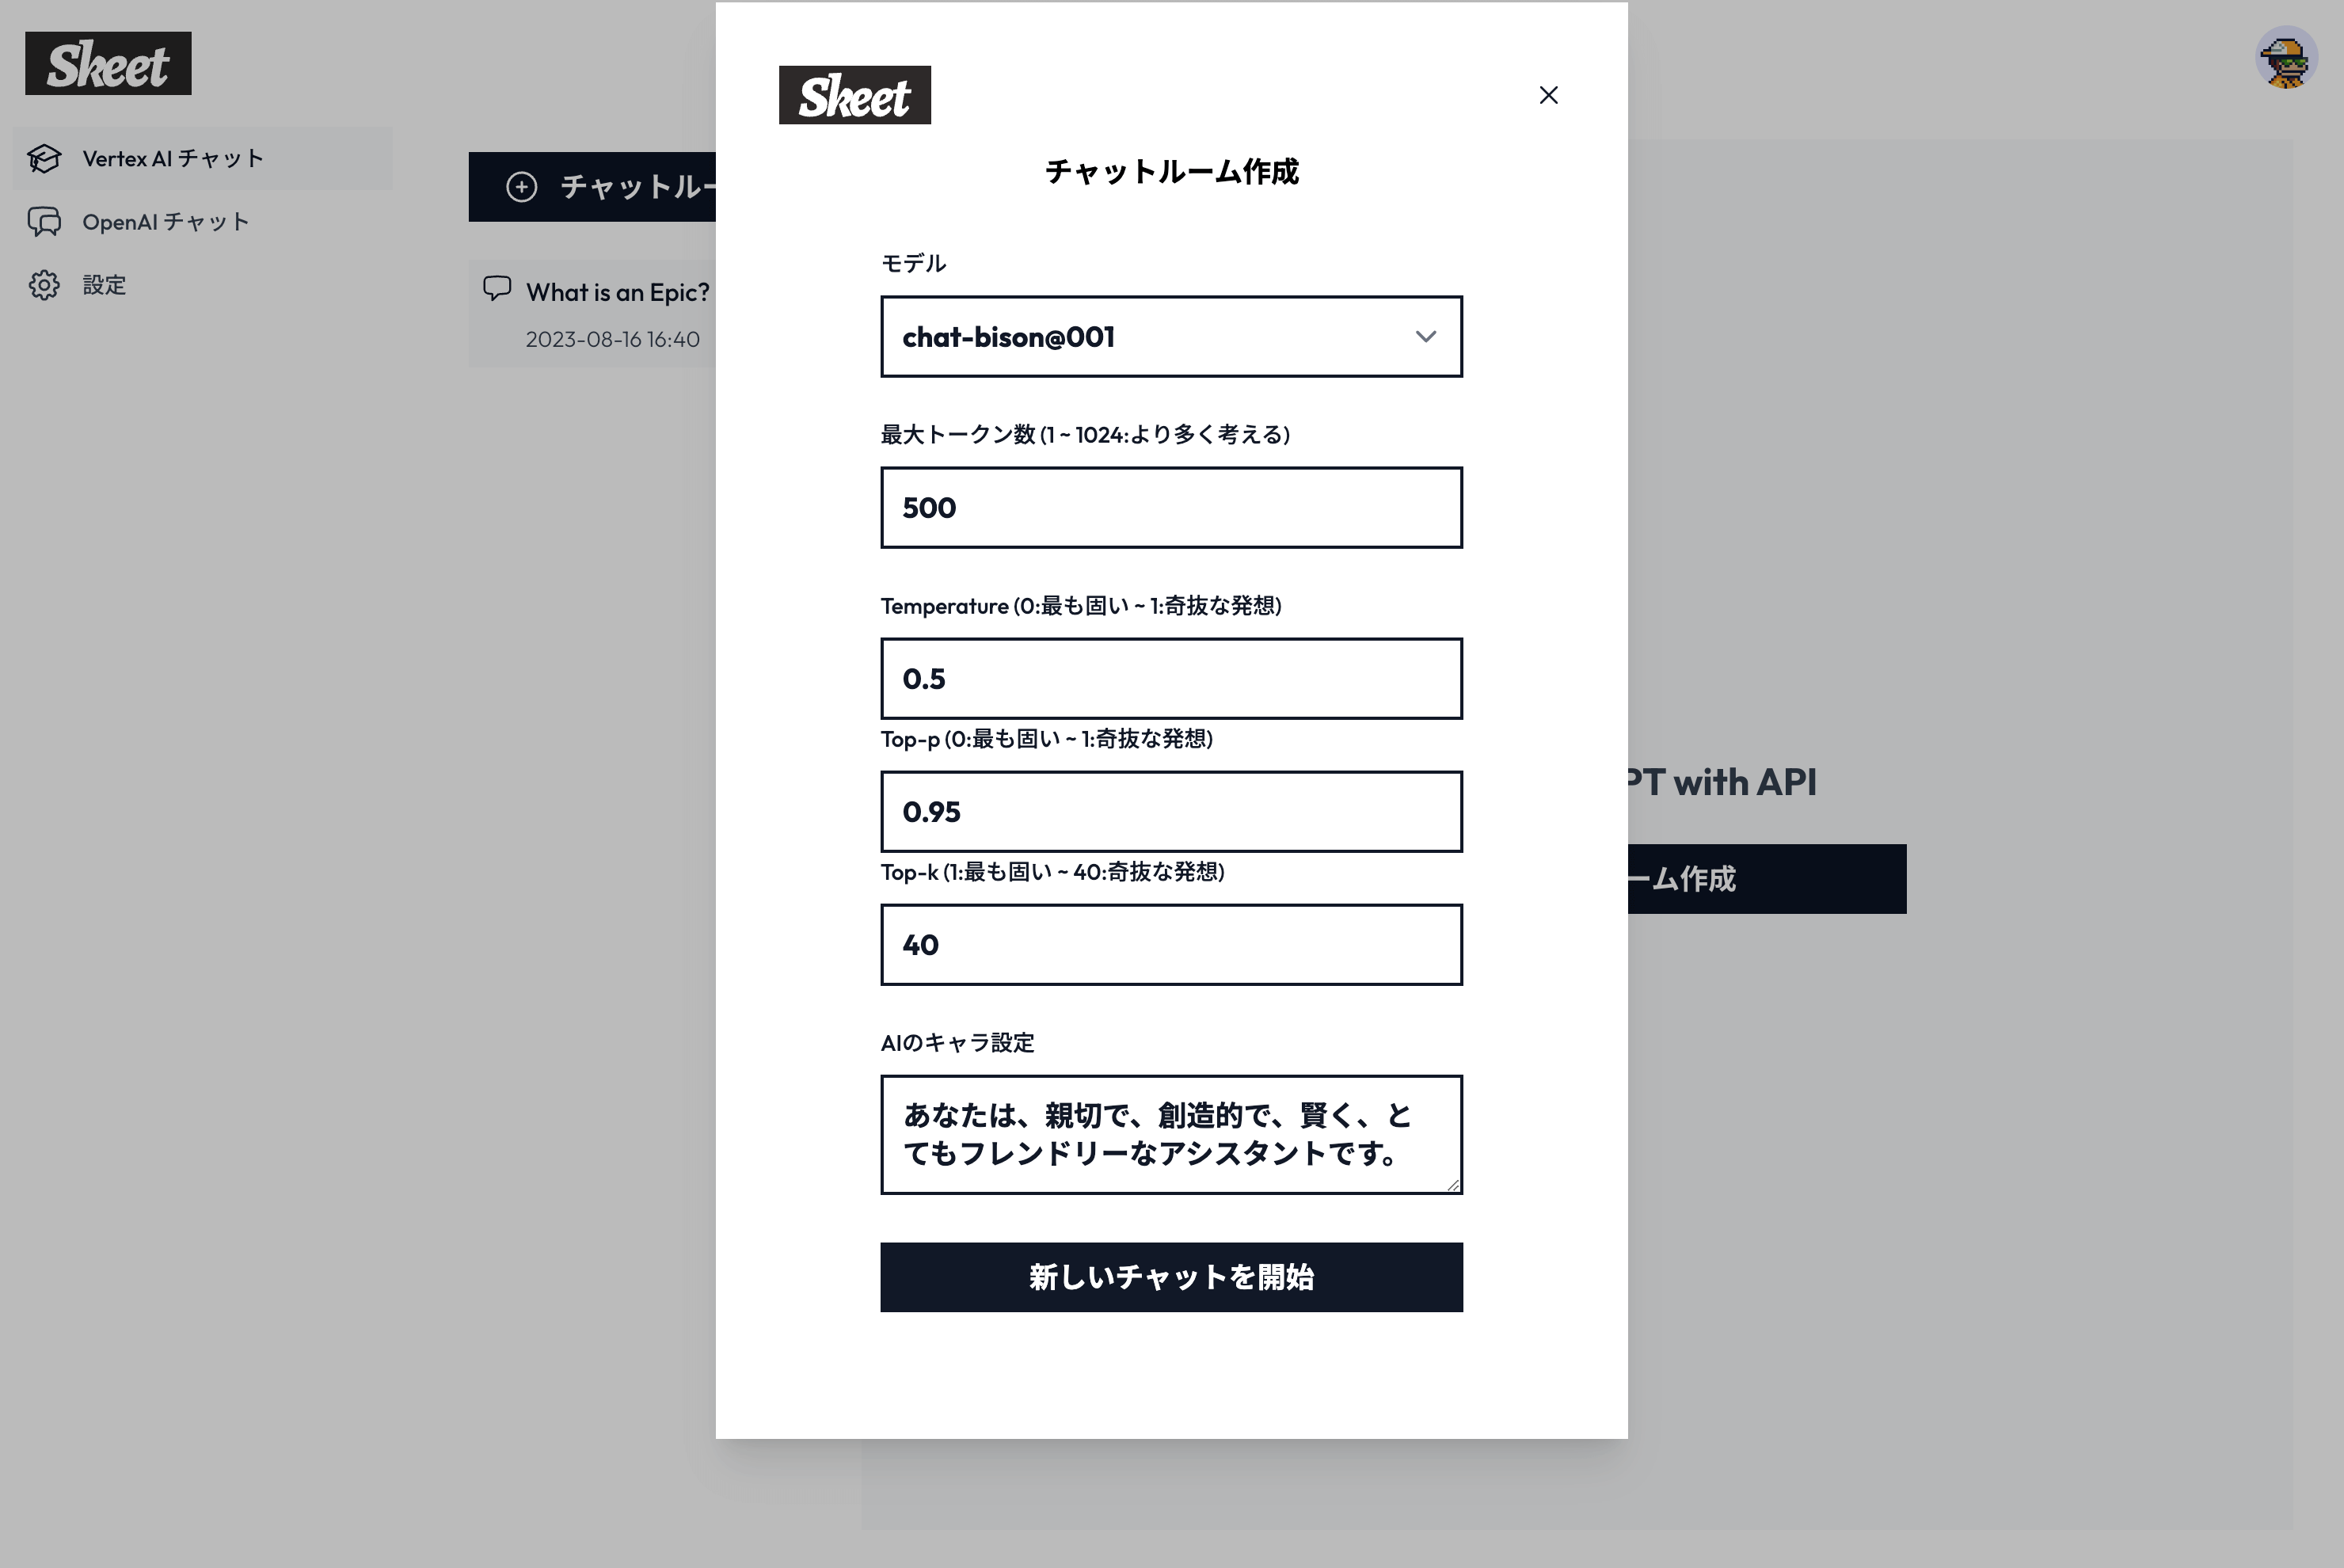 Skeet
Vertex AI チャット
OpenAI チャット
設定
チャットルー
What is an Epic?
2023-08-16 16:40
Skeet
チャットルーム作成
モデル
chat-bison@001
最大トークン数 (1 ~ 1024:より多く考える)
500
Temperature (0:最も固い ~ 1:奇抜な発想)
0.5
Top-p (0:最も固い ~ 1:奇抜な発想)
0.95
Top-k (1:最も固い ~ 40:奇抜な発想)
40
AIのキャラ設定
あなたは、親切で、創造的で、賢く、と
てもフレンドリーなアシスタントです。
新しいチャットを開始
PT with API
ーム作成